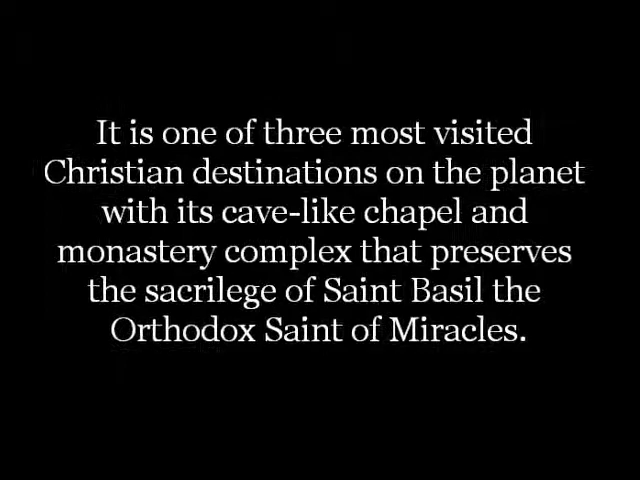 It is one of three most visited
Christian destinations on the planet
with its cave-like chapel and
monastery complex that preserves
the sacrilege of Saint Basil the
Orthodox Saint of Miracles.